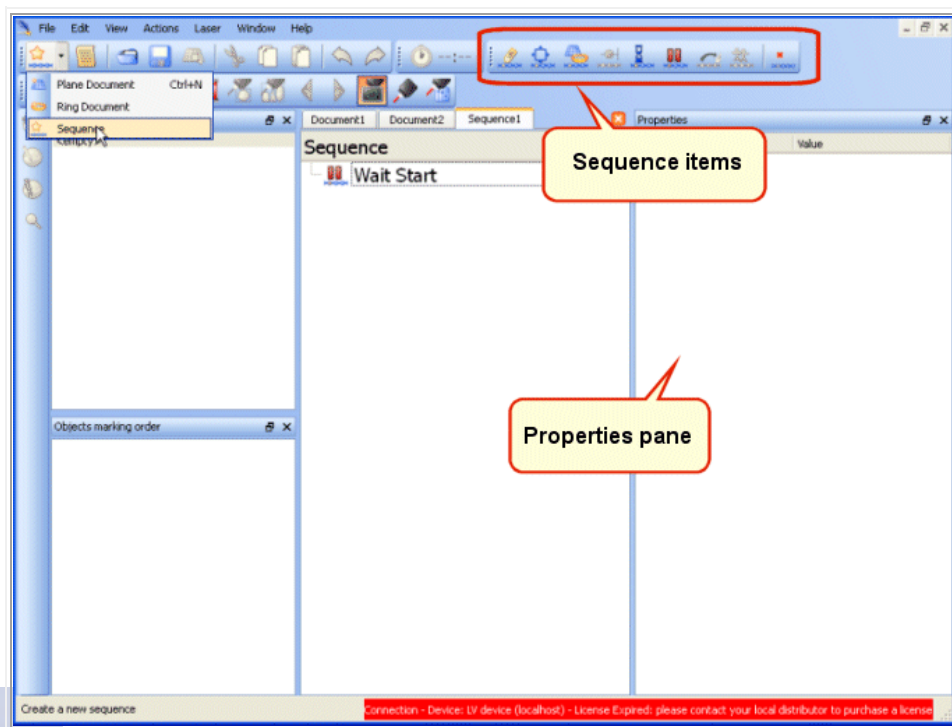 File Edit View Actions Laser Window Help
--:--
Plane Document Ctrl+N
Ring Document
Sequence
Document1 Document2 Sequence1
Properties
Sequence
Value
Wait Start
Sequence items
Objects marking order
Properties pane
Create a new sequence
Connection - Device: LV device (localhost) - License Expired: please contact your local distributor to purchase a license